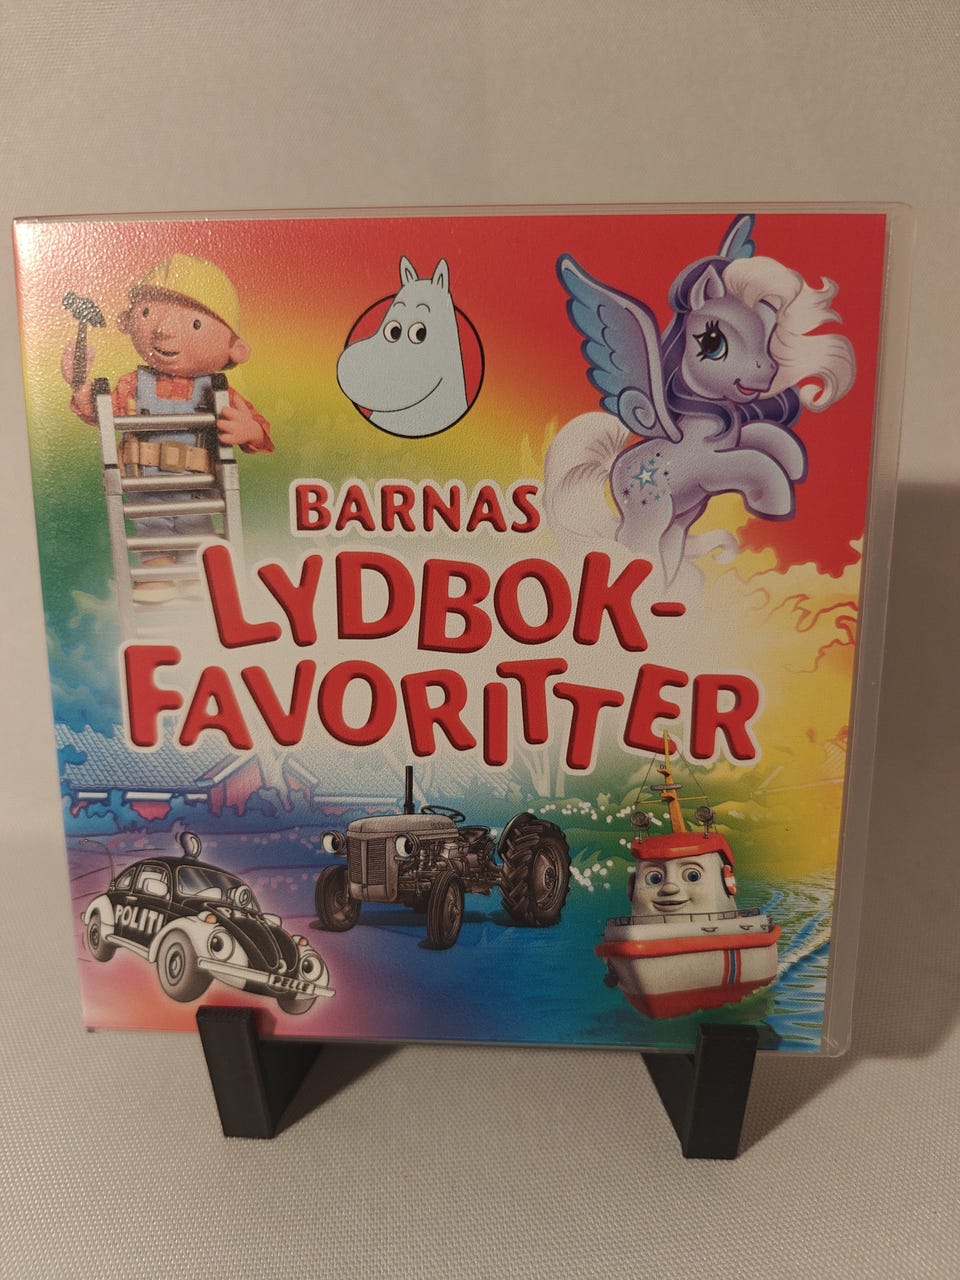 BARNAS
LYDBOK-
FAVORITTER
POLITI
PELLE